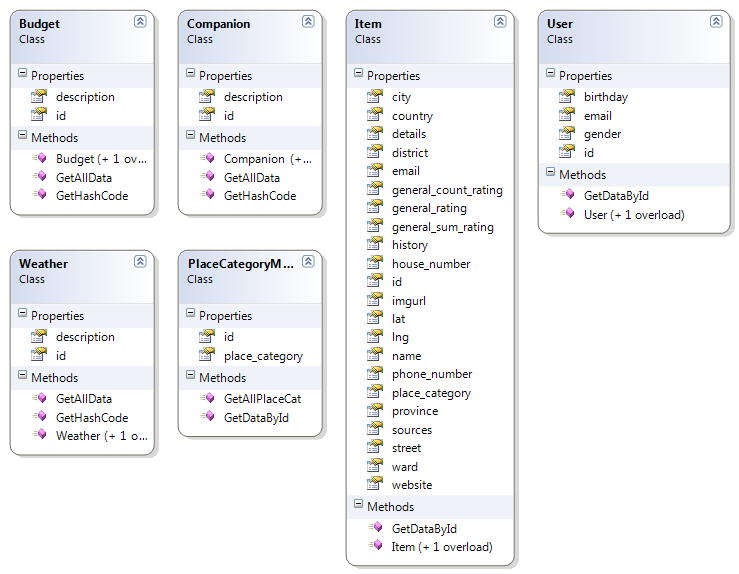 Budget
Class
Properties
description
id
Methods
Budget (+ 1 ov...
GetAllData
GetHashCode
Companion
Class
Properties
description
id
Methods
Companion (+...
GetAllData
GetHashCode
Item
Class
Properties
city
country
details
district
email
general_count_rating
general_rating
general_sum_rating
history
house_number
id
imgurl
lat
lng
name
phone_number
place_category
province
sources
street
ward
website
Methods
GetDataById
Item (+ 1 overload)
User
Class
Properties
birthday
email
gender
id
Methods
GetDataById
User (+ 1 overload)
Weather
Class
Properties
description
id
Methods
GetAllData
GetHashCode
Weather (+ 1 o...
PlaceCategoryM...
Class
Properties
id
place_category
Methods
GetAllPlaceCat
GetDataById